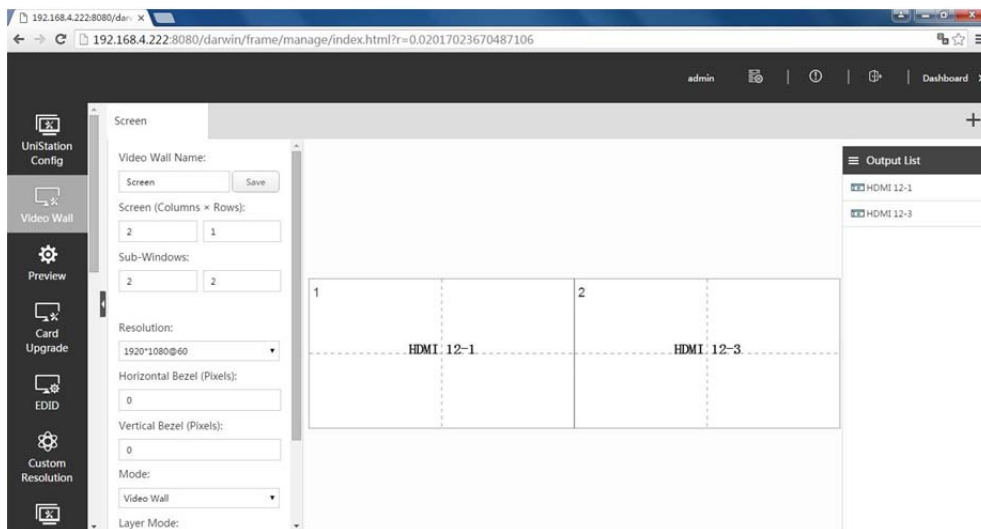 192.168.4.222:8080/dar
192.168.4.222:8080/darwin/frame/manage/index.html?r=0.02017023670487106
admin
Dashboard
UniStation Config
Video Wall
Preview
Card Upgrade
EDID
Custom Resolution
Screen
Video Wall Name:
Screen
Save
Screen (Columns × Rows):
2 1
Sub-Windows:
2 2
Resolution:
1920*1080@60
Horizontal Bezel (Pixels):
0
Vertical Bezel (Pixels):
0
Mode:
Video Wall
Layer Mode:
1
HDMI 12-1
2
HDMI 12-3
Output List
HDMI 12-1
HDMI 12-3